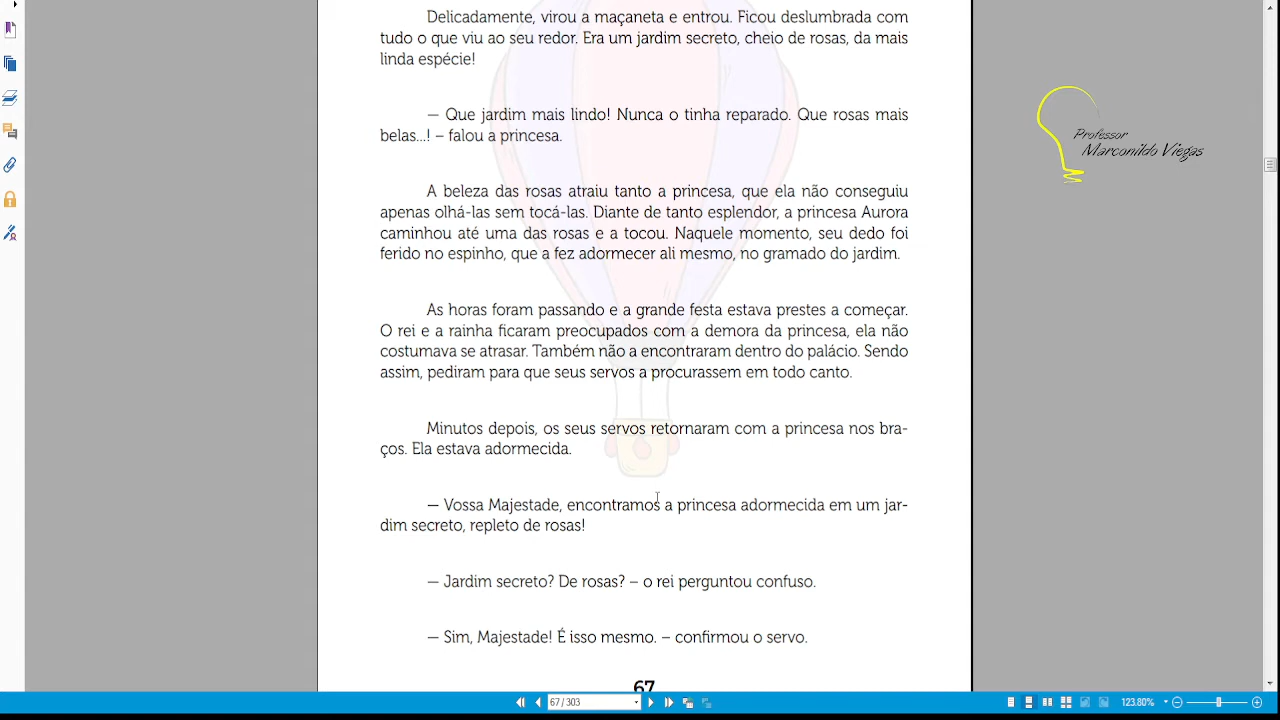 Delicadamente, virou a maçaneta e entrou. Ficou deslumbrada com
tudo o que viu ao seu redor. Era um jardim secreto, cheio de rosas, da mais
linda espécie!
— Que jardim mais lindo! Nunca o tinha reparado. Que rosas mais
belas...! – falou a princesa.
Professor
Marconildo Viegas
A beleza das rosas atraiu tanto a princesa, que ela não conseguiu
apenas olhá-las sem tocá-las. Diante de tanto esplendor, a princesa Aurora
caminhou até uma das rosas e a tocou. Naquele momento, seu dedo foi
ferido no espinho, que a fez adormecer ali mesmo, no gramado do jardim.
As horas foram passando e a grande festa estava prestes a começar.
O rei e a rainha ficaram preocupados com a demora da princesa, ela não
costumava se atrasar. Também não a encontraram dentro do palácio. Sendo
assim, pediram para que seus servos a procurassem em todo canto.
Minutos depois, os seus servos retornaram com a princesa nos bra-
ços. Ela estava adormecida.
— Vossa Majestade, encontramos a princesa adormecida em um jar-
dim secreto, repleto de rosas!
— Jardim secreto? De rosas? – o rei perguntou confuso.
— Sim, Majestade! É isso mesmo. – confirmou o servo.
67
67 / 303
123.80%